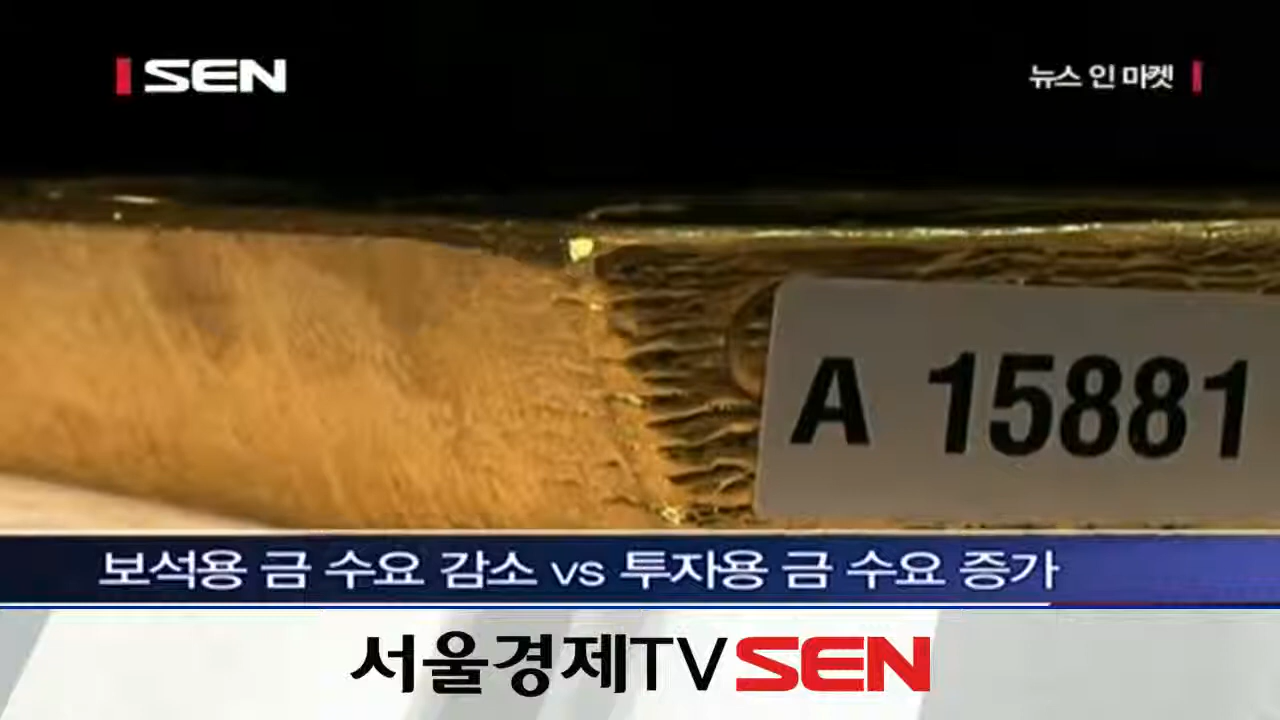 SEN
뉴스 인 마켓
A 15881
보석용 금 수요 감소 vs 투자용 금 수요 증가
서울경제TV SEN